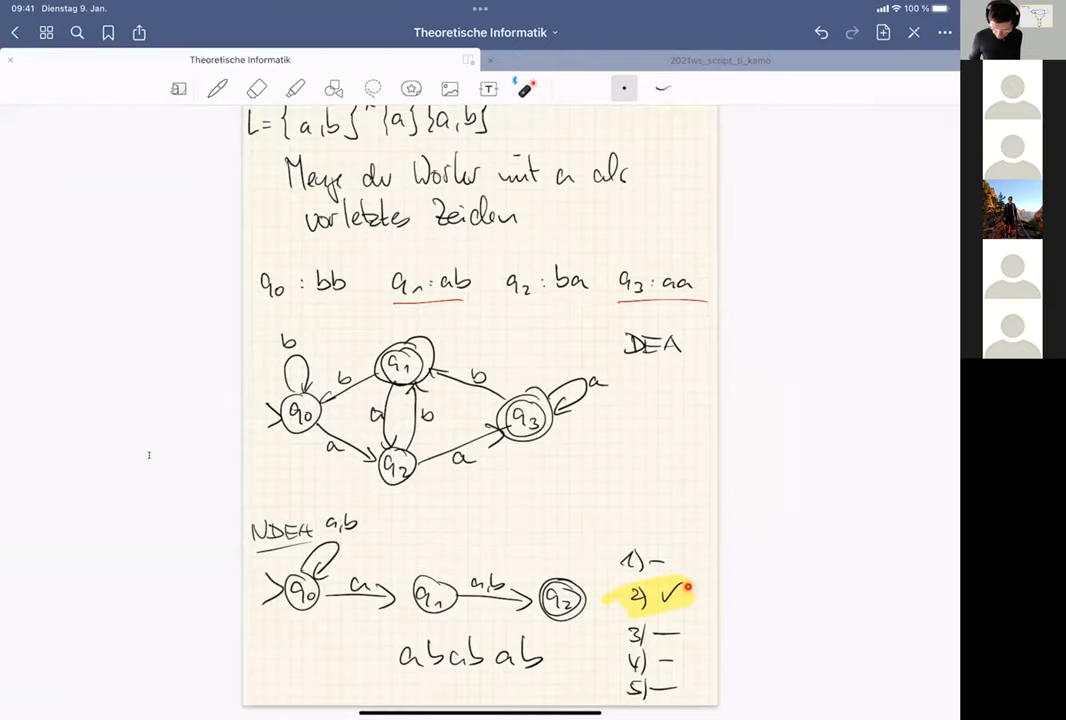 09:41 Dienstag 9. Jan.
100 %
Theoretische Informatik
Theoretische Informatik
2021ws_script_ti_kamo
L = {a,b}* {a} {a,b}
Menge der Wörter mit a als
vorletztes Zeichen
q0 : bb q1 : ab q2 : ba q3 : aa
DEA
b
q1
b
b
a
q0
a
b
q3
a
q2
a
NDEA a,b
1) –
q0 a q1 a,b q2
2) ✓
3) —
ababab
4) –
5) —